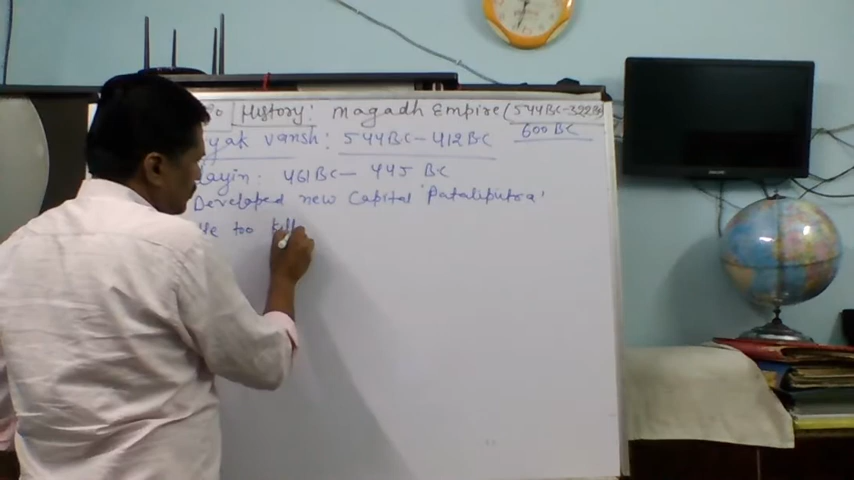 History: Magadh Empire (544BC-322BC)
yak vansh: 544BC - 412BC 600 BC
dayin: 461BC - 445 BC
Developed new Capital 'Pataliputra'
He too kill